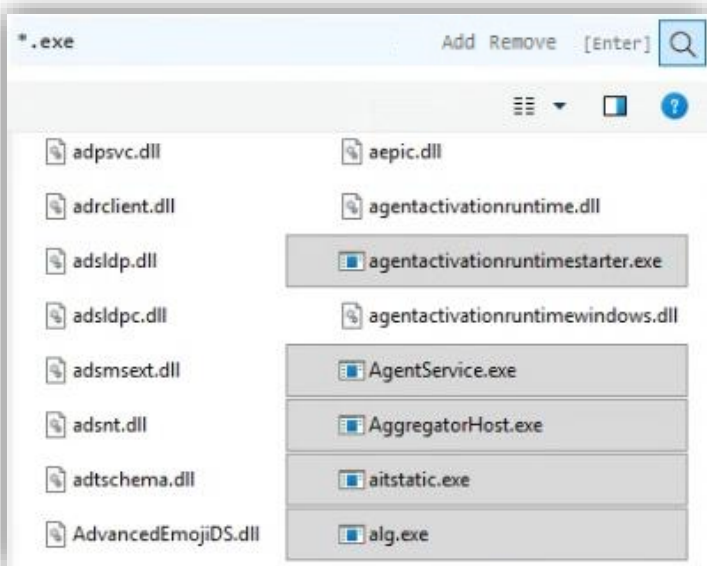 *.exe Add Remove [Enter]
?
adpsvc.dll aepic.dll
adrclient.dll agentactivationruntime.dll
adsldp.dll agentactivationruntimestarter.exe
adsldpc.dll agentactivationruntimewindows.dll
adsmsext.dll AgentService.exe
adsnt.dll AggregatorHost.exe
adtschema.dll aitstatic.exe
AdvancedEmojiDS.dll alg.exe